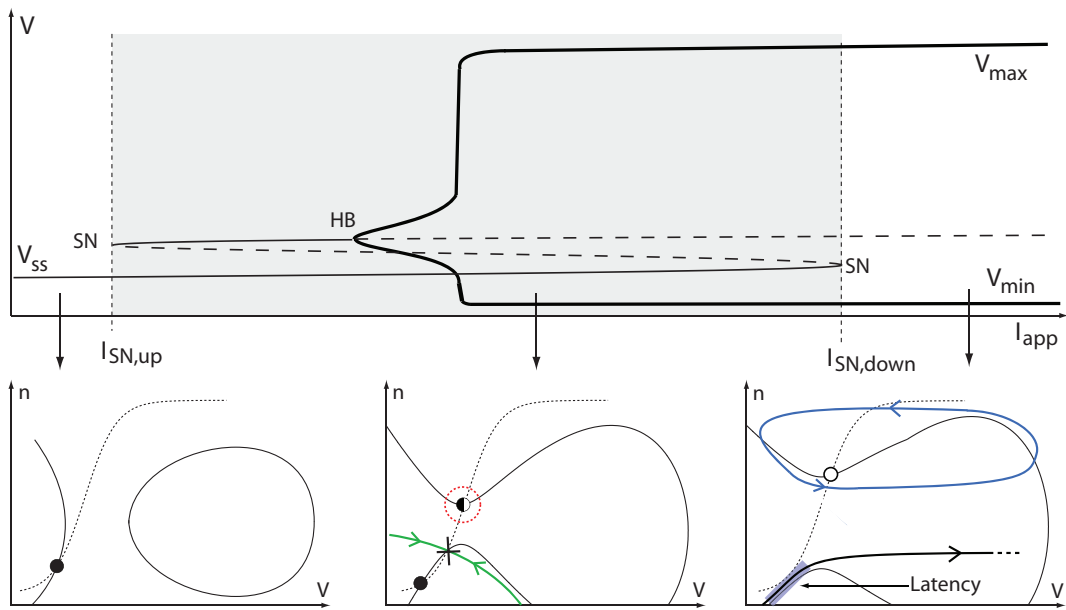 V
V_max
HB
SN
V_ss
SN
V_min
I_SN,up
I_SN,down
I_app
n
n
n
Latency
V
V
V